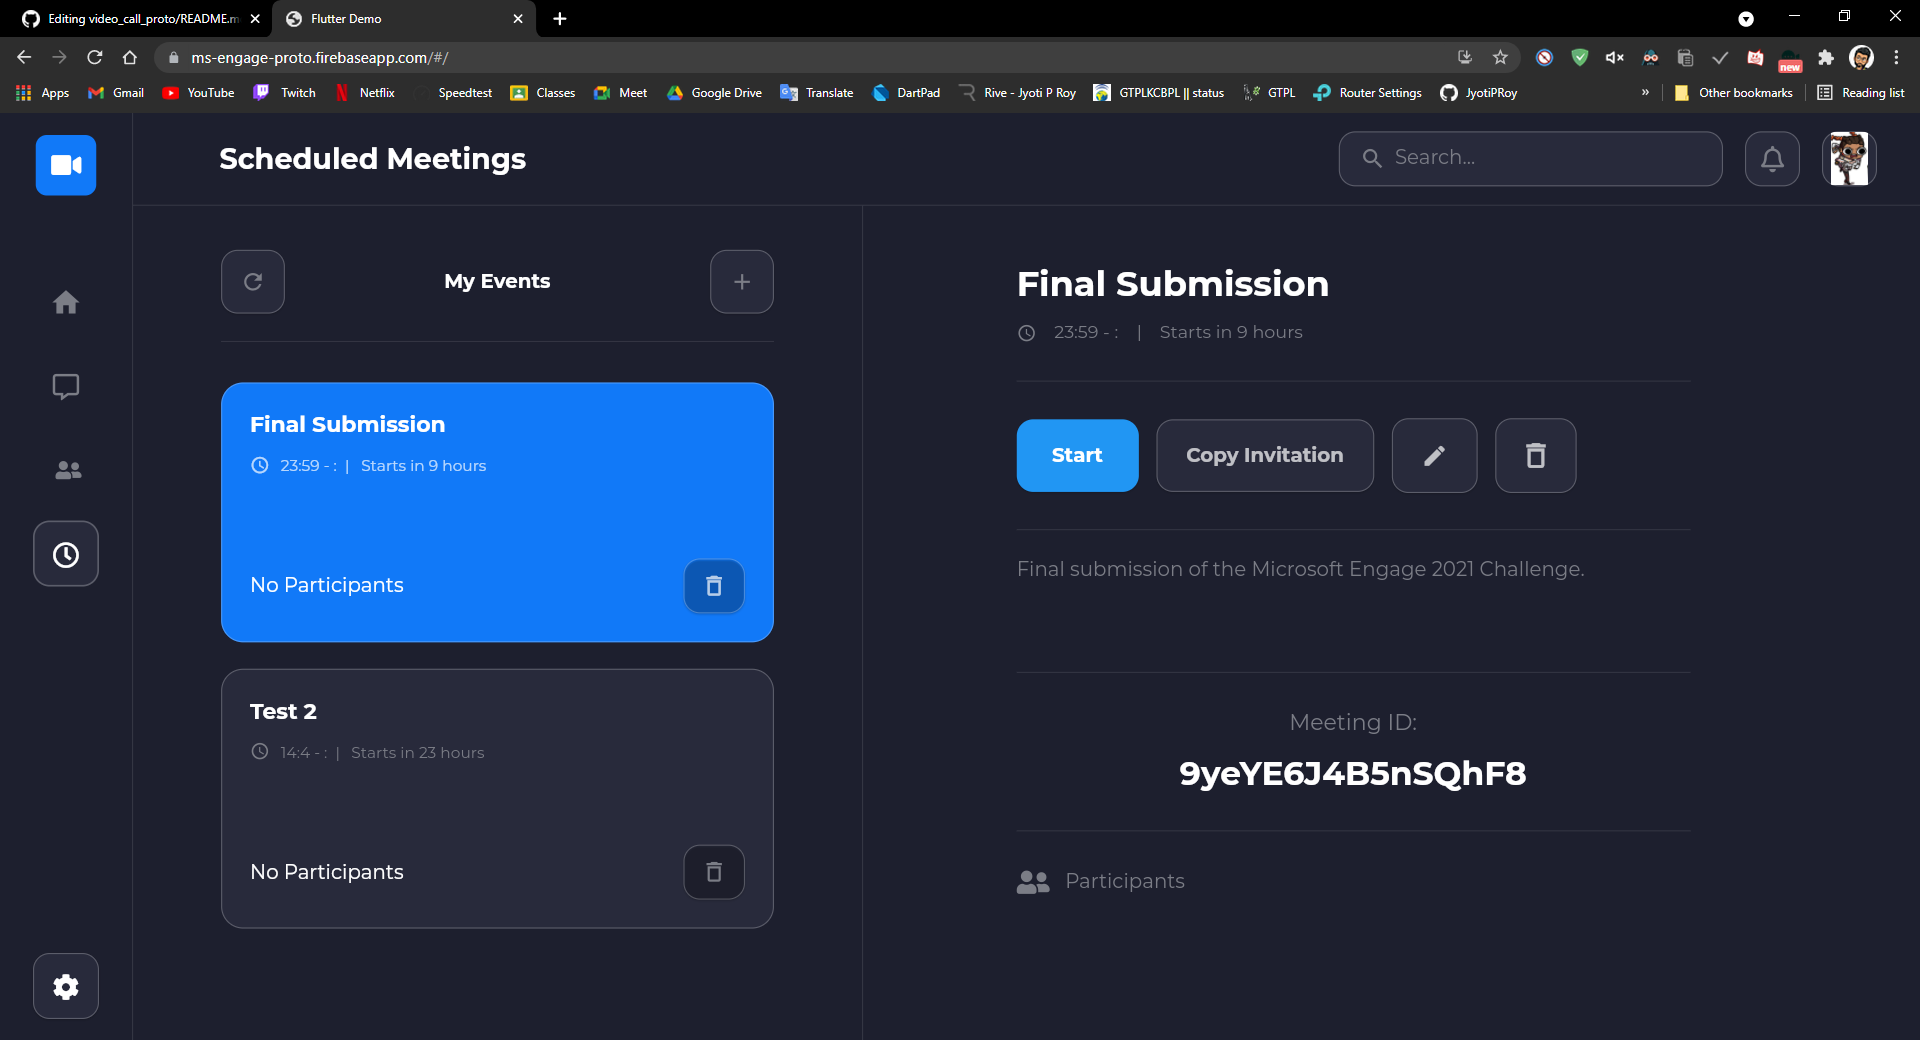 Editing video_call_proto/README.m
Flutter Demo
ms-engage-proto.firebaseapp.com/#/
new
Apps
Gmail
YouTube
Twitch
Netflix
Speedtest
Classes
Meet
Google Drive
Translate
DartPad
Rive - Jyoti P Roy
GTPLKCBPL || status
GTPL
Router Settings
JyotiPRoy
»
Other bookmarks
Reading list
Scheduled Meetings
Search...
My Events
Final Submission
23:59 - : | Starts in 9 hours
No Participants
Test 2
14:4 - : | Starts in 23 hours
No Participants
Final Submission
23:59 - : | Starts in 9 hours
Start
Copy Invitation
Final submission of the Microsoft Engage 2021 Challenge.
Meeting ID:
9yeYE6J4B5nSQhF8
Participants